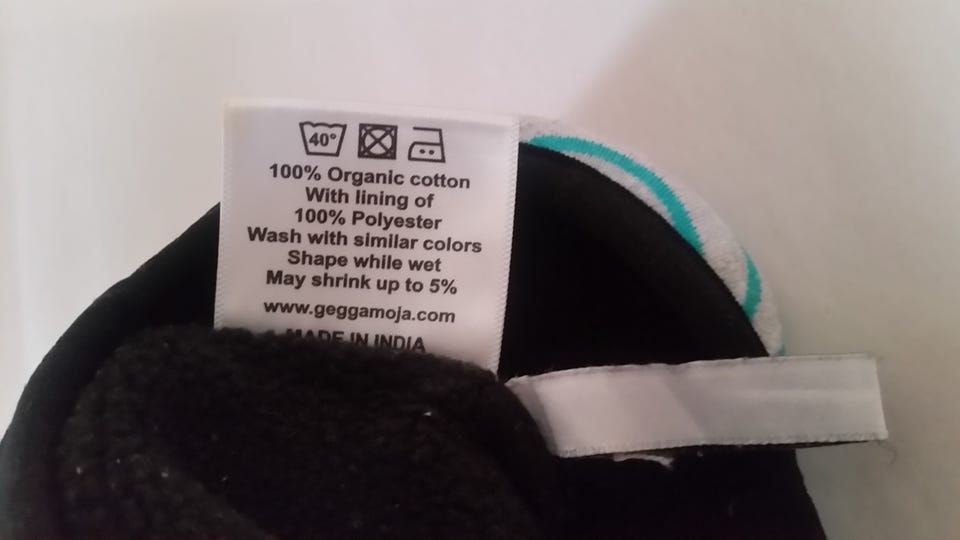 40°
100% Organic cotton
With lining of
100% Polyester
Wash with similar colors
Shape while wet
May shrink up to 5%
www.geggamoja.com
MADE IN INDIA